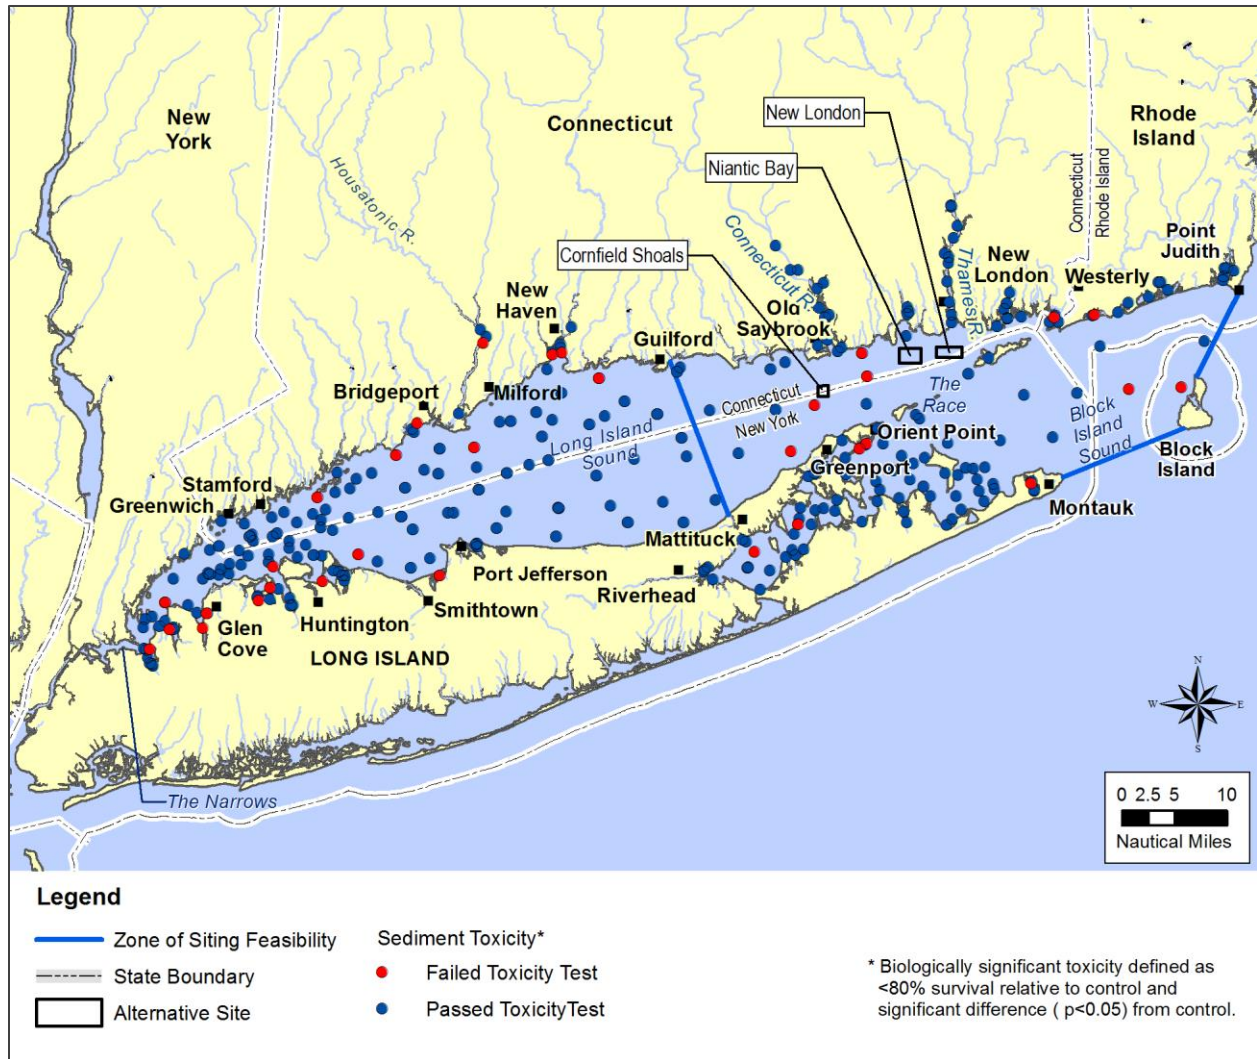 New
York
Connecticut
New London
Niantic Bay
Cornfield Shoals
Rhode
Island
Connecticut
Rhode Island
Housatonic R.
Connecticut R.
Thames R.
New
London
Westerly
Point
Judith
New
Haven
Guilford
Old
Saybrook
Bridgeport
Milford
Connecticut
New York
The
Race
Long Island
Sound
Block
Island
Sound
Block
Island
Orient Point
Greenport
Montauk
Stamford
Greenwich
Mattituck
Port Jefferson
Riverhead
Smithtown
Huntington
Glen
Cove
LONG ISLAND
The Narrows
N
W
E
S
0 2.5 5 10
Nautical Miles
Legend
Zone of Siting Feasibility
State Boundary
Alternative Site
Sediment Toxicity*
Failed Toxicity Test
Passed ToxicityTest
* Biologically significant toxicity defined as
<80% survival relative to control and
significant difference ( p<0.05) from control.